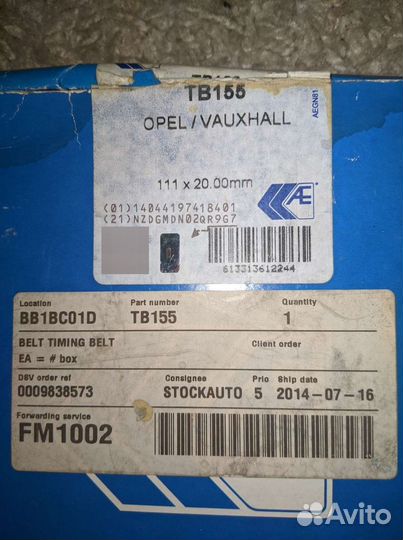 TB155
OPEL/VAUXHALL
AEGN81
111 x 20.00mm
(01)14044197418401
(21)NZDGMDN02QR9G7
AE
613313612244
Location Part number Quantity
BB1BC01D TB155 1
BELT TIMING BELT Client order
EA = # box
DSV order ref Consignee Prio Ship date
0009838573 STOCKAUTO 5 2014-07-16
Forwarding service
FM1002
Avito